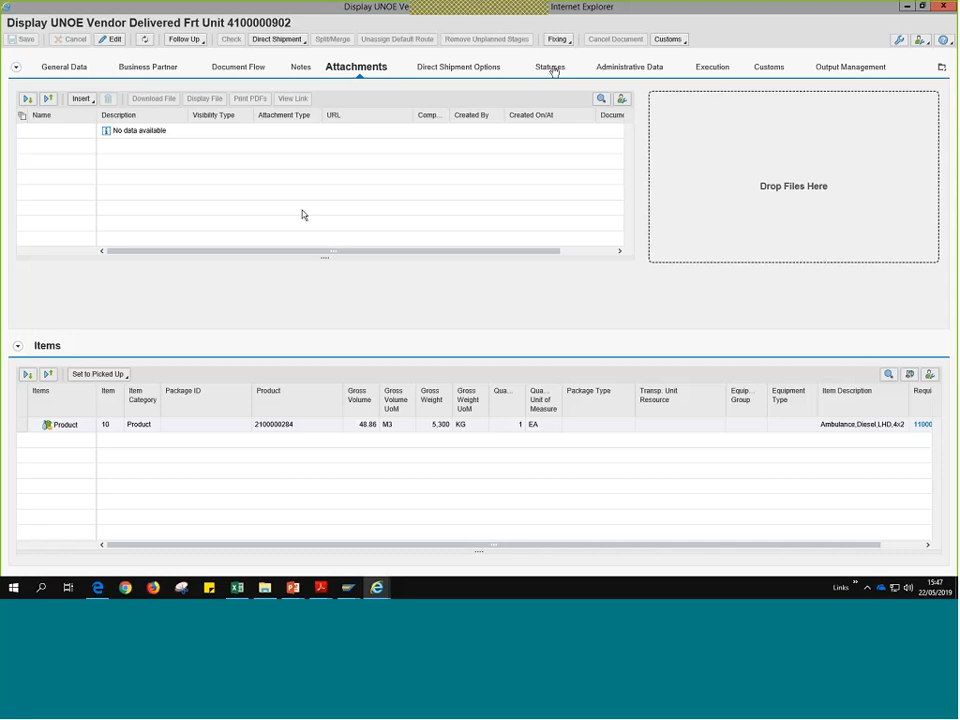 Display UNOE Ve Internet Explorer
Display UNOE Vendor Delivered Frt Unit 4100000902
Save Cancel Edit Follow Up Check Direct Shipment Split/Merge Unassign Default Route Remove Unplanned Stages Fixing Cancel Document Customs
General Data Business Partner Document Flow Notes Attachments Direct Shipment Options Statuses Administrative Data Execution Customs Output Management
Insert Download File Display File Print PDFs View Link
Name Description Visibility Type Attachment Type URL Comp... Created By Created On/At Docume
No data available
Drop Files Here
Items
Set to Picked Up
Items Item Item Category Package ID Product Gross Volume Gross Volume UoM Gross Weight Gross Weight UoM Qua... Qua... Unit of Measure Package Type Transp. Unit Resource Equip... Group Equipment Type Item Description Requi
Product 10 Product 2100000284 48.86 M3 5,300 KG 1 EA Ambulance,Diesel,LHD,4x2 11000
Links 15:47
22/05/2019